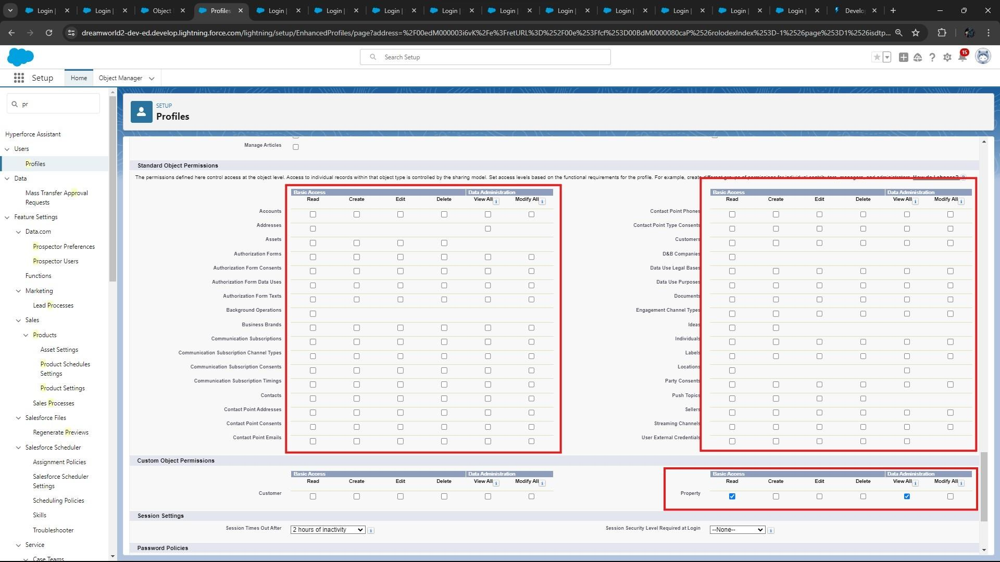 Login |
Login |
Object
Profiles
Login |
Login |
Login |
Login |
Login |
Login |
Login |
Login |
Login |
Login |
Develo
dreamworld2-dev-ed.develop.lightning.force.com/lightning/setup/EnhancedProfiles/page?address=%2F00edM000003i6vK%2Fe%3FretURL%3D%252F00e%253Ffcf%253D00BdM0000080caP%2526rolodexIndex%253D-1%2526page%253D1%2526isdtp...
Search Setup
15
Setup
Home
Object Manager
pr
Hyperforce Assistant
Users
Profiles
Data
Mass Transfer Approval
Requests
Feature Settings
Data.com
Prospector Preferences
Prospector Users
Functions
Marketing
Lead Processes
Sales
Products
Asset Settings
Product Schedules
Settings
Product Settings
Sales Processes
Salesforce Files
Regenerate Previews
Salesforce Scheduler
Assignment Policies
Salesforce Scheduler
Settings
Scheduling Policies
Skills
Troubleshooter
Service
Case Teams
SETUP
Profiles
Manage Articles
Standard Object Permissions
The permissions defined here control access at the object level. Access to individual records within that object type is controlled by the sharing model. Set access levels based on the functional requirements for the profile. For example, create different groups of permissions for individual contributors, managers, and administrators. How do I choose?
Basic Access Data Administration
Read Create Edit Delete View All Modify All
Accounts
Addresses
Assets
Authorization Forms
Authorization Form Consents
Authorization Form Data Uses
Authorization Form Texts
Background Operations
Business Brands
Communication Subscriptions
Communication Subscription Channel Types
Communication Subscription Consents
Communication Subscription Timings
Contacts
Contact Point Addresses
Contact Point Consents
Contact Point Emails
Basic Access Data Administration
Read Create Edit Delete View All Modify All
Contact Point Phones
Contact Point Type Consents
Customers
D&B Companies
Data Use Legal Bases
Data Use Purposes
Documents
Engagement Channel Types
Ideas
Individuals
Labels
Locations
Party Consents
Push Topics
Sellers
Streaming Channels
User External Credentials
Custom Object Permissions
Basic Access Data Administration
Read Create Edit Delete View All Modify All
Customer
Basic Access Data Administration
Read Create Edit Delete View All Modify All
Property
Session Settings
Session Times Out After 2 hours of inactivity
Session Security Level Required at Login --None--
Password Policies